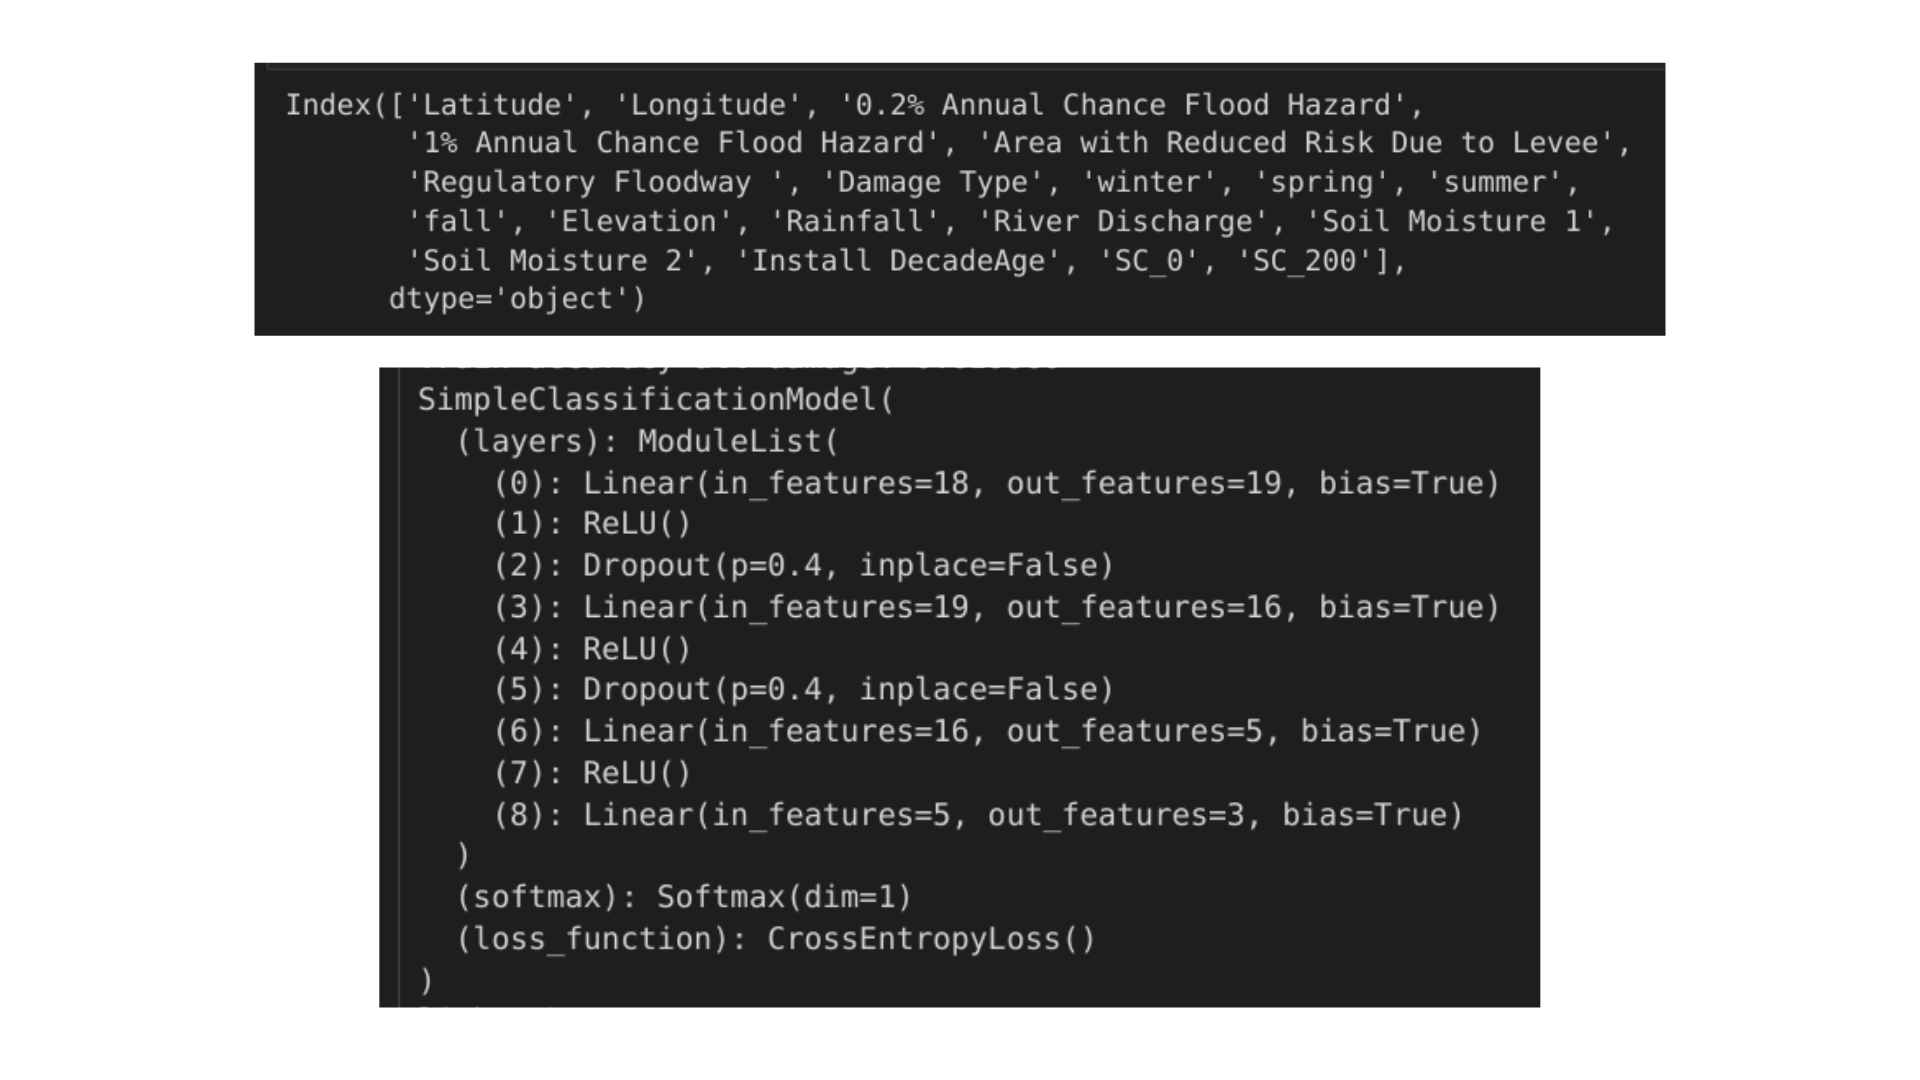 Index(['Latitude', 'Longitude', '0.2% Annual Chance Flood Hazard',
'1% Annual Chance Flood Hazard', 'Area with Reduced Risk Due to Levee',
'Regulatory Floodway ', 'Damage Type', 'winter', 'spring', 'summer',
'fall', 'Elevation', 'Rainfall', 'River Discharge', 'Soil Moisture 1',
'Soil Moisture 2', 'Install DecadeAge', 'SC_0', 'SC_200'],
dtype='object')
SimpleClassificationModel(
(layers): ModuleList(
(0): Linear(in_features=18, out_features=19, bias=True)
(1): ReLU()
(2): Dropout(p=0.4, inplace=False)
(3): Linear(in_features=19, out_features=16, bias=True)
(4): ReLU()
(5): Dropout(p=0.4, inplace=False)
(6): Linear(in_features=16, out_features=5, bias=True)
(7): ReLU()
(8): Linear(in_features=5, out_features=3, bias=True)
)
(softmax): Softmax(dim=1)
(loss_function): CrossEntropyLoss()
)